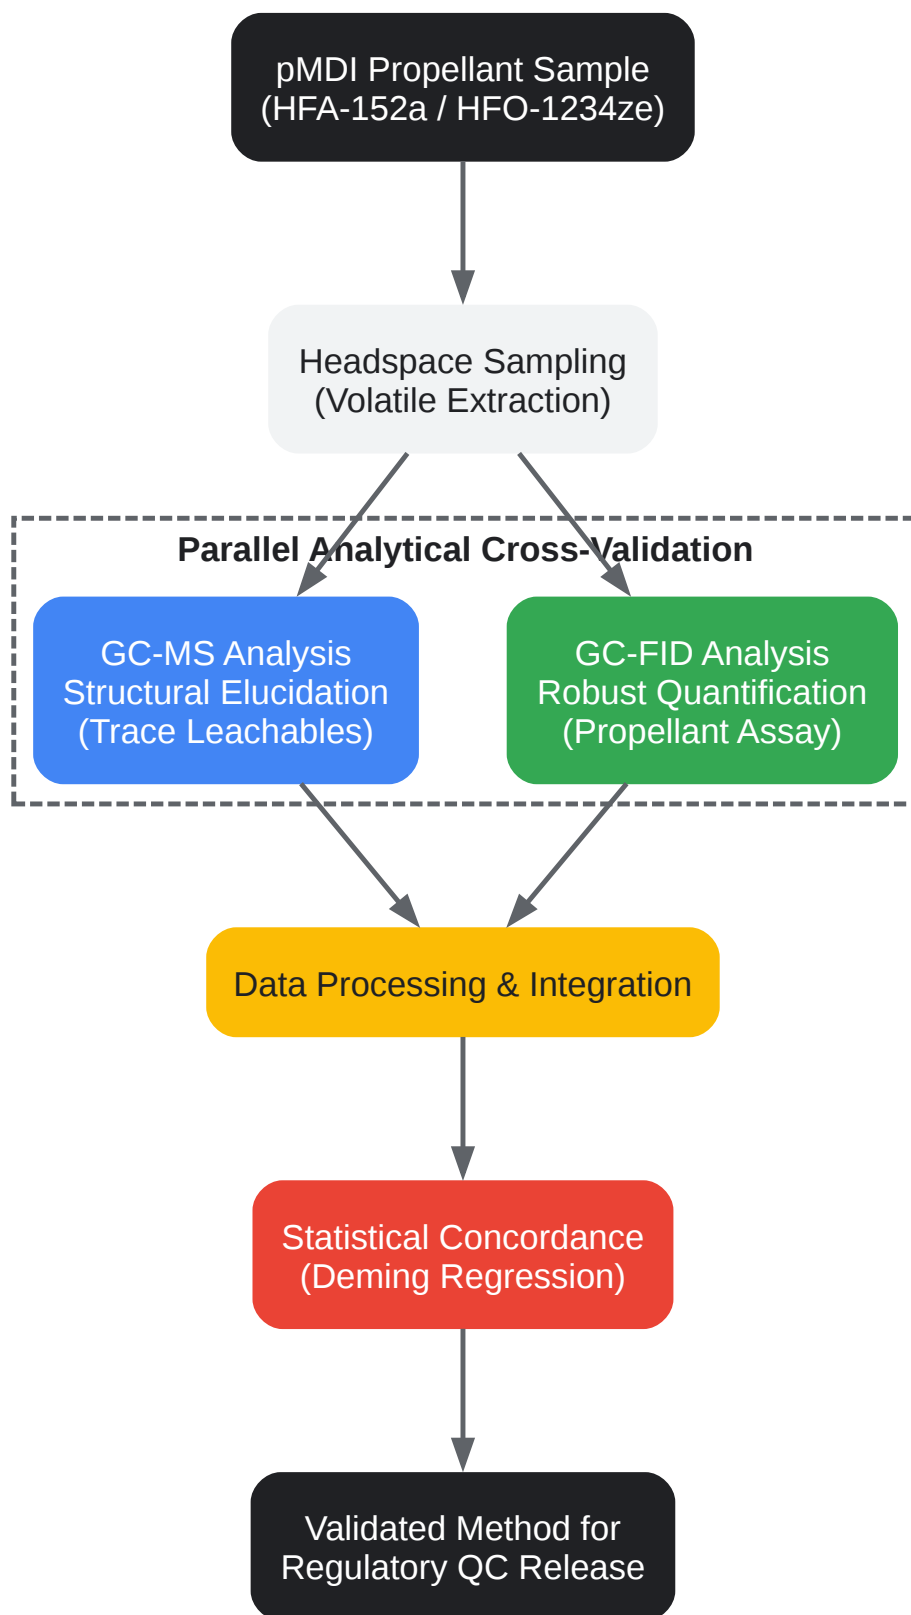 pMDI Propellant Sample
(HFA-152a / HFO-1234ze)
Headspace Sampling
(Volatile Extraction)
Parallel Analytical Cross-Validation
GC-MS Analysis
Structural Elucidation
(Trace Leachables)
GC-FID Analysis
Robust Quantification
(Propellant Assay)
Data Processing & Integration
Statistical Concordance
(Deming Regression)
Validated Method for
Regulatory QC Release